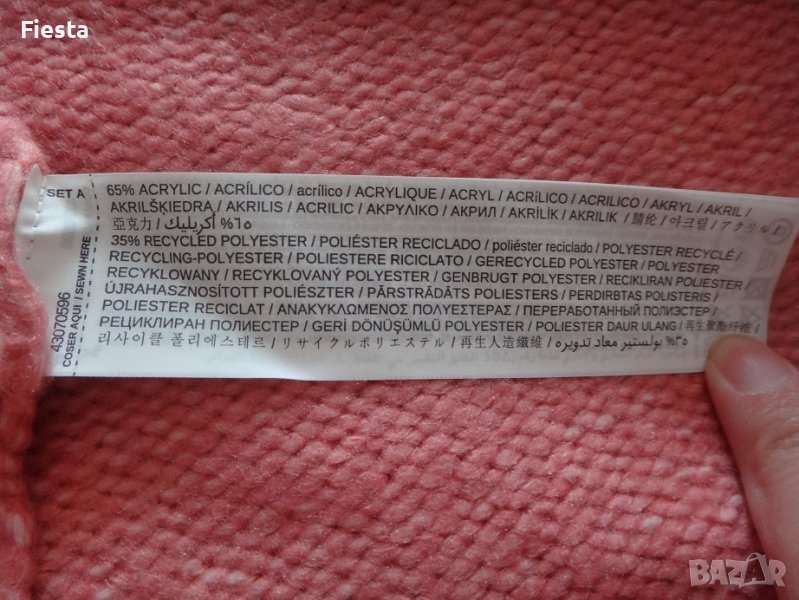 Fiesta
SET A
43070596
COSER AQUI / SEWN HERE
65% ACRYLIC / ACRÍLICO / acrílico / ACRYLIQUE / ACRYL / ACRiLICO / ACRILICO / AKRYL / AKRIL /
AKRILŠĶIEDRA / AKRILIS / ACRILIC / ΑΚΡΥΛΙΚΟ / АКРИЛ / AKRİLİK / AKRILIK / 腈纶 / 아크릴 / アクリル /
亞克力 / ٦٥% أكريليك
35% RECYCLED POLYESTER / POLIÉSTER RECICLADO / poliéster reciclado / POLYESTER RECYCLÉ /
RECYCLING-POLYESTER / POLIESTERE RICICLATO / GERECYCLED POLYESTER / POLYESTER
RECYKLOWANY / RECYKLOVANÝ POLYESTER / GENBRUGT POLYESTER / RECIKLIRAN POLIESTER /
ÚJRAHASZNOSÍTOTT POLIÉSZTER / PĀRSTRĀDĀTS POLIESTERS / PERDIRBTAS POLISTERIS /
POLIESTER RECICLAT / ΑΝΑΚΥΚΛΩΜΕΝΟΣ ΠΟΛΥΕΣΤΕΡΑΣ / ПЕРЕРАБОТАННЫЙ ПОЛИЭСТЕР /
РЕЦИКЛИРАН ПОЛИЕСТЕР / GERİ DÖNÜŞÜMLÜ POLYESTER / POLYESTER DAUR ULANG / 再生聚酯纤维 /
리사이클 폴리에스테르 / リサイクルポリエステル / 再生人造纖維 / ٣٥% بولستير معاد تدويره
BAZAR